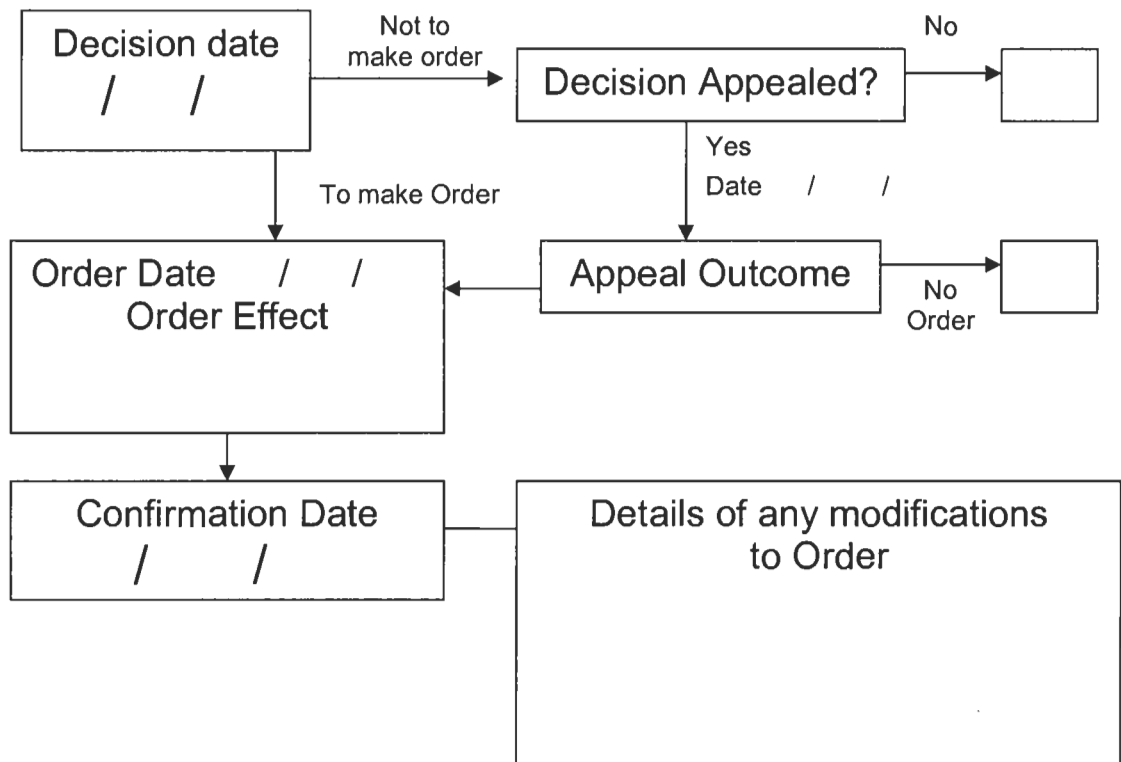 Decision date
/ /
Not to
make order
Decision Appealed?
No
Yes
Date / /
To make Order
Order Date / /
Order Effect
Appeal Outcome
No
Order
Confirmation Date
/ /
Details of any modifications
to Order